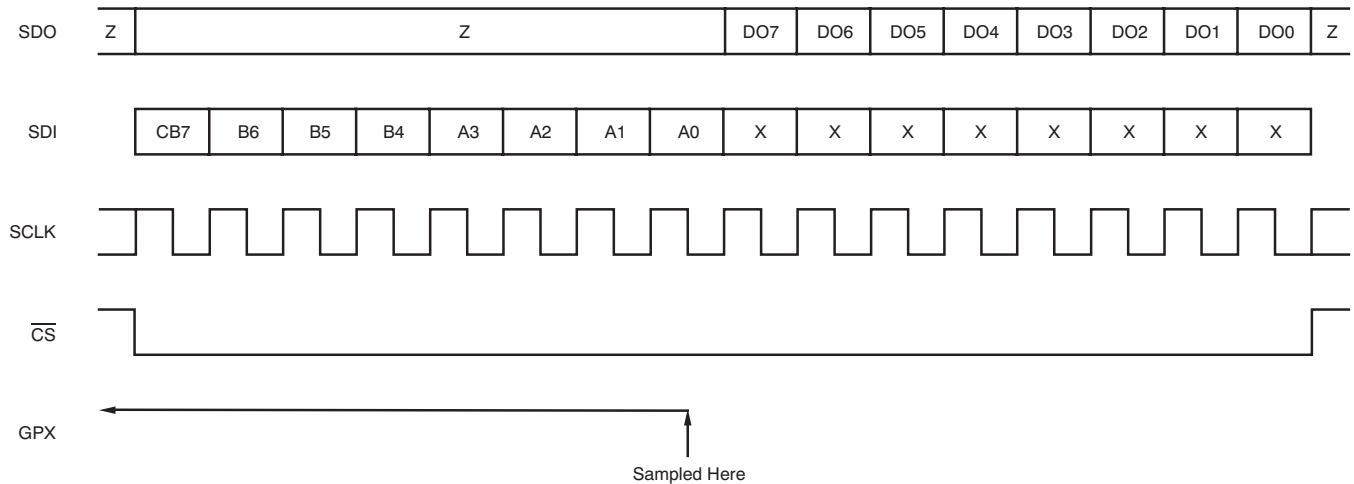 SDO Z Z DO7 DO6 DO5 DO4 DO3 DO2 DO1 DO0 Z
SDI CB7 B6 B5 B4 A3 A2 A1 A0 X X X X X X X X
SCLK
CS
GPX
Sampled Here